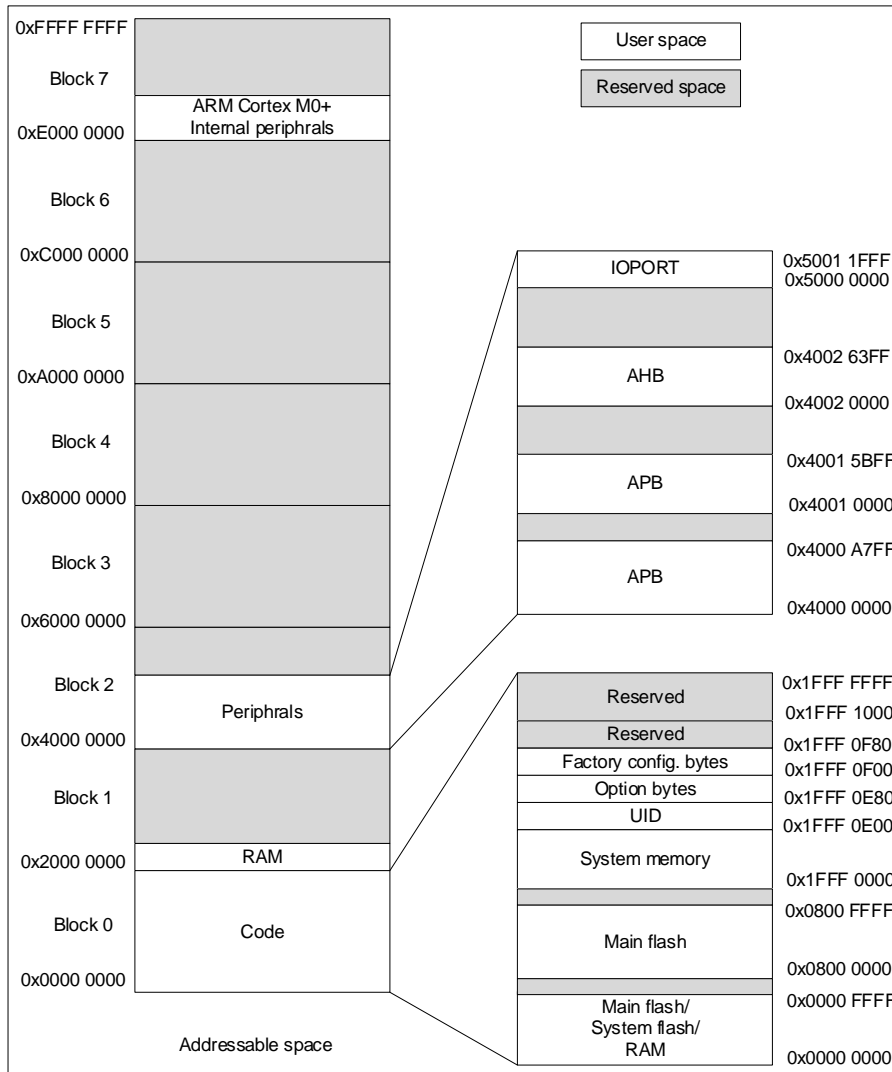 0xFFFF FFFF
Block 7
ARM Cortex M0+
Internal periphrals
0xE000 0000
Block 6
0xC000 0000
Block 5
0xA000 0000
Block 4
0x8000 0000
Block 3
0x6000 0000
Block 2
Periphrals
0x4000 0000
Block 1
0x2000 0000
RAM
Block 0
Code
0x0000 0000
Addressable space
User space
Reserved space
IOPORT
0x5001 1FFF
0x5000 0000
0x4002 63FF
AHB
0x4002 0000
0x4001 5BFF
APB
0x4001 0000
0x4000 A7FF
APB
0x4000 0000
0x1FFF FFFF
Reserved
0x1FFF 1000
Reserved
0x1FFF 0F80
Factory config. bytes
0x1FFF 0F00
Option bytes
0x1FFF 0E80
UID
0x1FFF 0E00
System memory
0x1FFF 0000
0x0800 FFFF
Main flash
0x0800 0000
0x0000 FFFF
Main flash/
System flash/
RAM
0x0000 0000